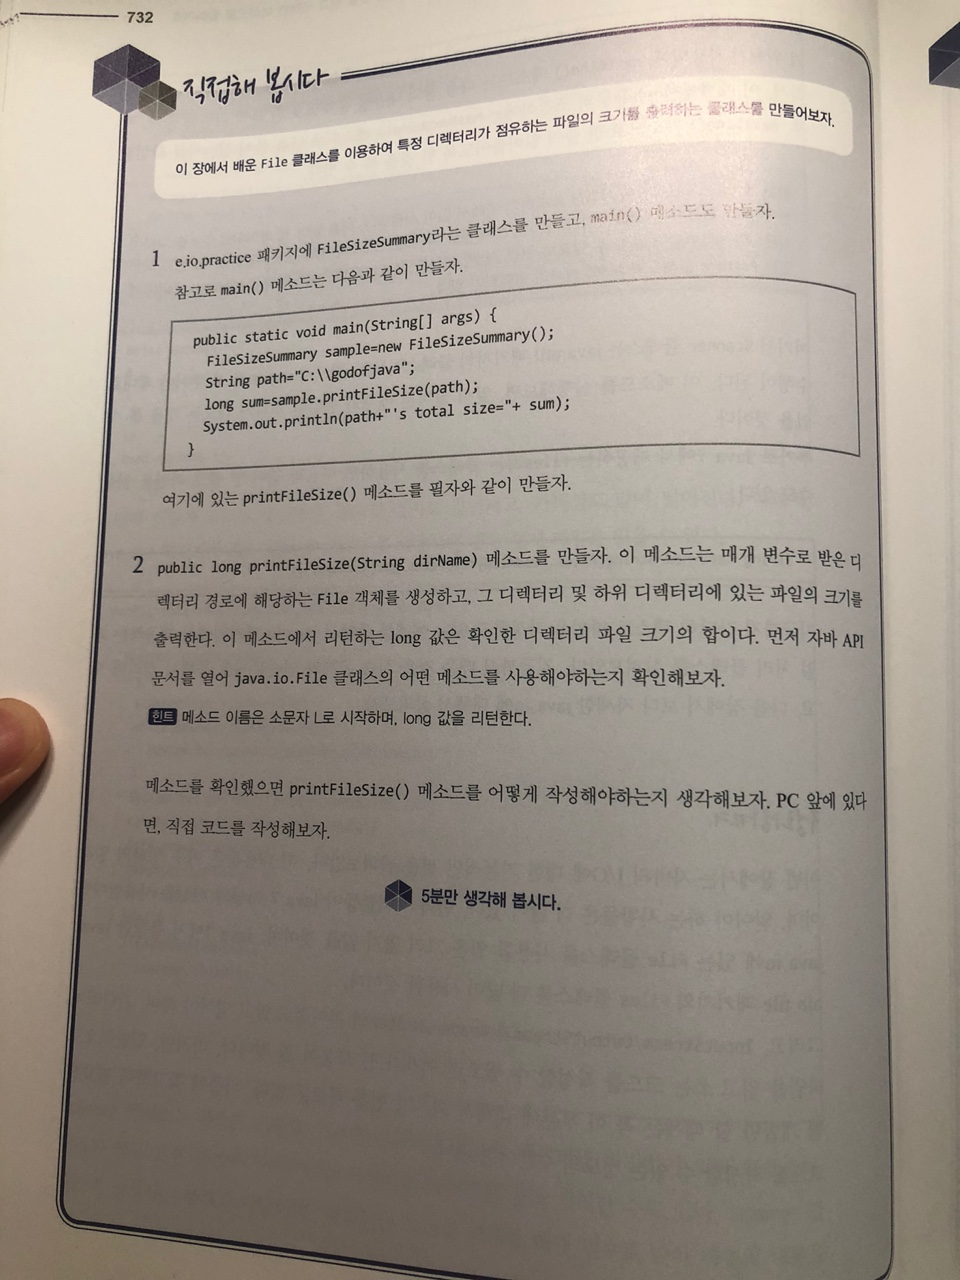 732
직접해 봅시다
이 장에서 배운 File 클래스를 이용하여 특정 디렉터리가 점유하는 파일의 크기를 출력하는 클래스를 만들어보자.
1 e.io.practice 패키지에 FileSizeSummary라는 클래스를 만들고, main() 메소드도 만들자.
참고로 main() 메소드는 다음과 같이 만들자.
public static void main(String[] args) {
FileSizeSummary sample=new FileSizeSummary();
String path="C:\\godofjava";
long sum=sample.printFileSize(path);
System.out.println(path+"'s total size="+ sum);
}
여기에 있는 printFileSize() 메소드를 필자와 같이 만들자.
2 public long printFileSize(String dirName) 메소드를 만들자. 이 메소드는 매개 변수로 받은 디
렉터리 경로에 해당하는 File 객체를 생성하고, 그 디렉터리 및 하위 디렉터리에 있는 파일의 크기를
출력한다. 이 메소드에서 리턴하는 long 값은 확인한 디렉터리 파일 크기의 합이다. 먼저 자바 API
문서를 열어 java.io.File 클래스의 어떤 메소드를 사용해야하는지 확인해보자.
힌트 메소드 이름은 소문자 L로 시작하며, long 값을 리턴한다.
메소드를 확인했으면 printFileSize() 메소드를 어떻게 작성해야하는지 생각해보자. PC 앞에 있다
면, 직접 코드를 작성해보자.
5분만 생각해 봅시다.